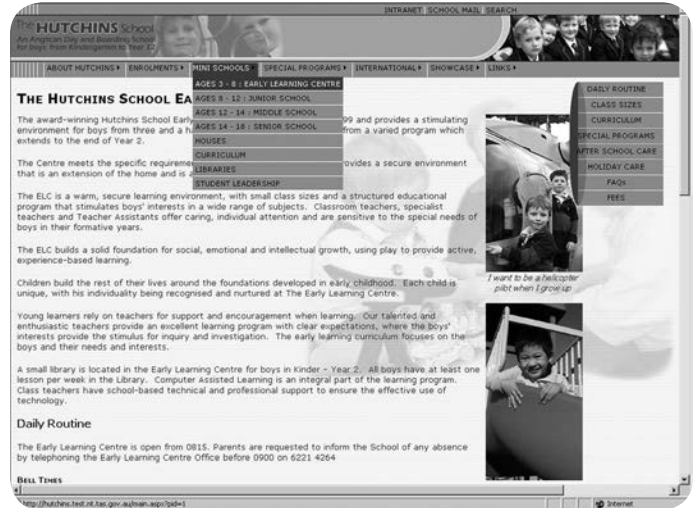 INTRANET | SCHOOL MAIL | SEARCH
The HUTCHINS School
An Anglican Day and Boarding School
for boys from Kindergarten to Year 12
ABOUT HUTCHINS ENROLMENTS MINI SCHOOLS SPECIAL PROGRAMS INTERNATIONAL SHOWCASE LINKS
AGES 3 - 8 : EARLY LEARNING CENTRE
AGES 8 - 12 : JUNIOR SCHOOL
AGES 12 - 14 : MIDDLE SCHOOL
AGES 14 - 18 : SENIOR SCHOOL
HOUSES
CURRICULUM
LIBRARIES
STUDENT LEADERSHIP
DAILY ROUTINE
CLASS SIZES
CURRICULUM
SPECIAL PROGRAMS
AFTER SCHOOL CARE
HOLIDAY CARE
FAQs
FEES
THE HUTCHINS SCHOOL EA
The award-winning Hutchins School Early 99 and provides a stimulating
environment for boys from three and a ha from a varied program which
extends to the end of Year 2.
The Centre meets the specific requireme ovides a secure environment
that is an extension of the home and is a
The ELC is a warm, secure learning environment, with small class sizes and a structured educational
program that stimulates boys' interests in a wide range of subjects. Classroom teachers, specialist
teachers and Teacher Assistants offer caring, individual attention and are sensitive to the special needs of
boys in their formative years.
The ELC builds a solid foundation for social, emotional and intellectual growth, using play to provide active,
experience-based learning.
Children build the rest of their lives around the foundations developed in early childhood. Each child is
unique, with his individuality being recognised and nurtured at The Early Learning Centre.
Young learners rely on teachers for support and encouragement when learning. Our talented and
enthusiastic teachers provide an excellent learning program with clear expectations, where the boys'
interests provide the stimulus for inquiry and investigation. The early learning curriculum focuses on the
boys and their needs and interests.
A small library is located in the Early Learning Centre for boys in Kinder - Year 2. All boys have at least one
lesson per week in the Library. Computer Assisted Learning is an integral part of the learning program.
Class teachers have school-based technical and professional support to ensure the effective use of
technology.
Daily Routine
The Early Learning Centre is open from 0815. Parents are requested to inform the School of any absence
by telephoning the Early Learning Centre Office before 0900 on 6221 4264
BELL TIMES
I want to be a helicopter
pilot when I grow up
http://hutchins.test.nt.tas.gov.au/main.aspx?pid=1
Internet